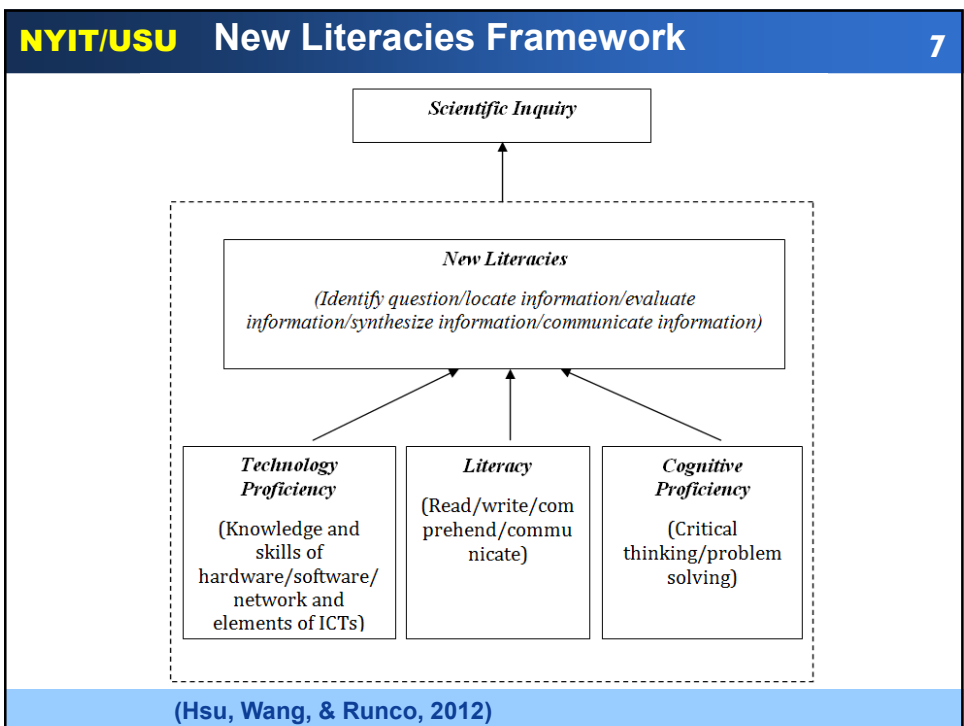 NYIT/USU New Literacies Framework 7
Scientific Inquiry
New Literacies
(Identify question/locate information/evaluate
information/synthesize information/communicate information)
Technology
Proficiency
(Knowledge and
skills of
hardware/software/
network and
elements of ICTs)
Literacy
(Read/write/com
prehend/commu
nicate)
Cognitive
Proficiency
(Critical
thinking/problem
solving)
(Hsu, Wang, & Runco, 2012)